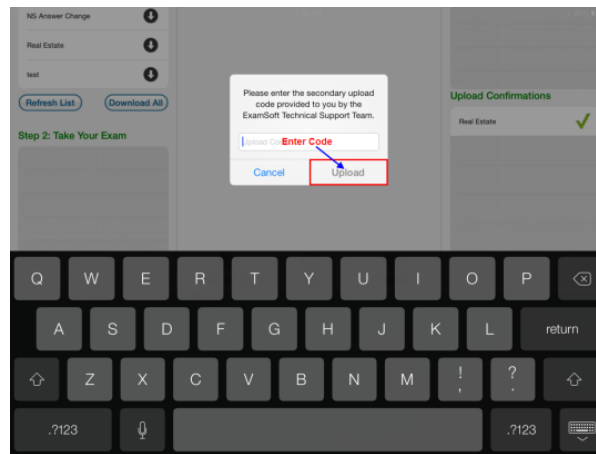 NS Answer Change
Real Estate
test
Refresh List
Download All
Step 2: Take Your Exam
Please enter the secondary upload
code provided to you by the
ExamSoft Technical Support Team.
Upload Co
Enter Code
Cancel
Upload
Upload Confirmations
Real Estate
Q W E R T Y U I O P
A S D F G H J K L return
Z X C V B N M ! , ? .
.?123 .?123